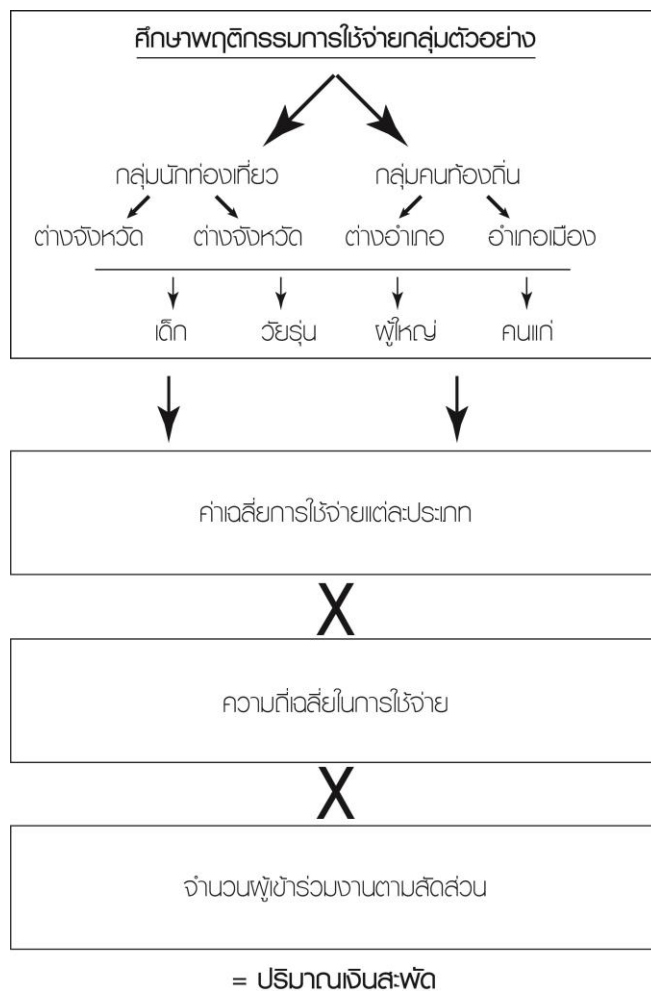 ศึกษาพฤติกรรมการใช้จ่ายกลุ่มตัวอย่าง
กลุ่มนักท่องเที่ยว กลุ่มคนท้องถิ่น
ต่างจังหวัด ต่างจังหวัด ต่างอำเภอ อำเภอเมือง
เด็ก วัยรุ่น ผู้ใหญ่ คนแก่
ค่าเฉลี่ยการใช้จ่ายแต่ละประเภท
X
ความถี่เฉลี่ยในการใช้จ่าย
X
จำนวนผู้เข้าร่วมงานตามสัดส่วน
= ปริมาณเงินสะพัด